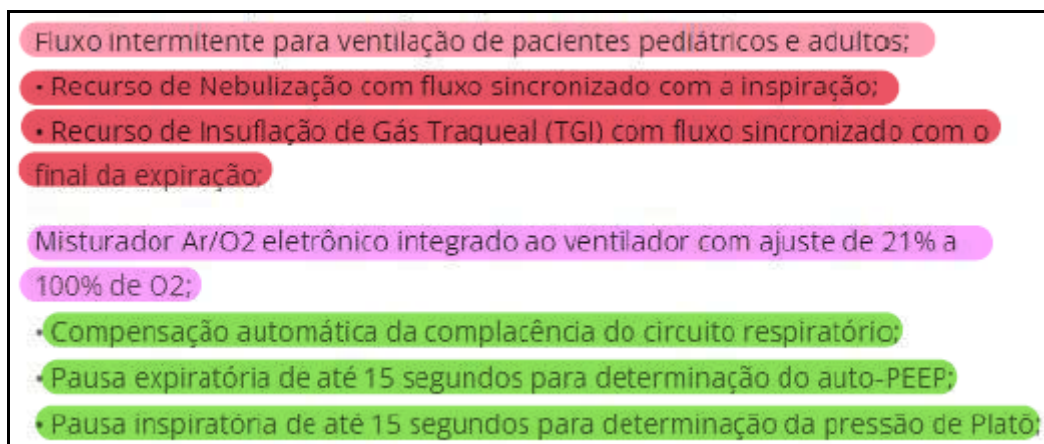 Fluxo intermitente para ventilação de pacientes pediátricos e adultos;
• Recurso de Nebulização com fluxo sincronizado com a inspiração;
• Recurso de Insuflação de Gás Traqueal (TGI) com fluxo sincronizado com o
final da expiração;
Misturador Ar/O2 eletrônico integrado ao ventilador com ajuste de 21% a
100% de O2;
• Compensação automática da complacência do circuito respiratório;
• Pausa expiratória de até 15 segundos para determinação do auto-PEEP;
• Pausa inspiratória de até 15 segundos para determinação da pressão de Platô;